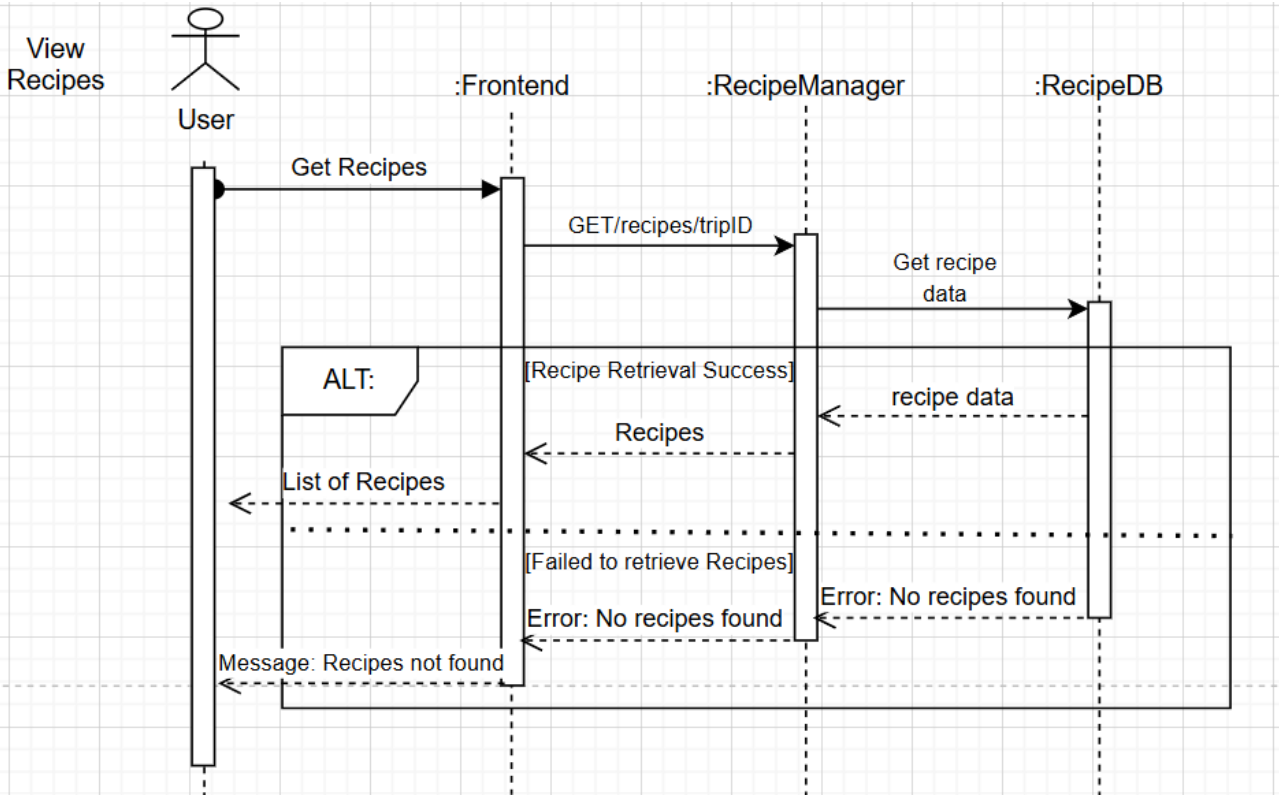 View
Recipes
User
:Frontend
:RecipeManager
:RecipeDB
Get Recipes
GET/recipes/tripID
Get recipe
data
ALT:
[Recipe Retrieval Success]
recipe data
Recipes
List of Recipes
[Failed to retrieve Recipes]
Error: No recipes found
Error: No recipes found
Message: Recipes not found